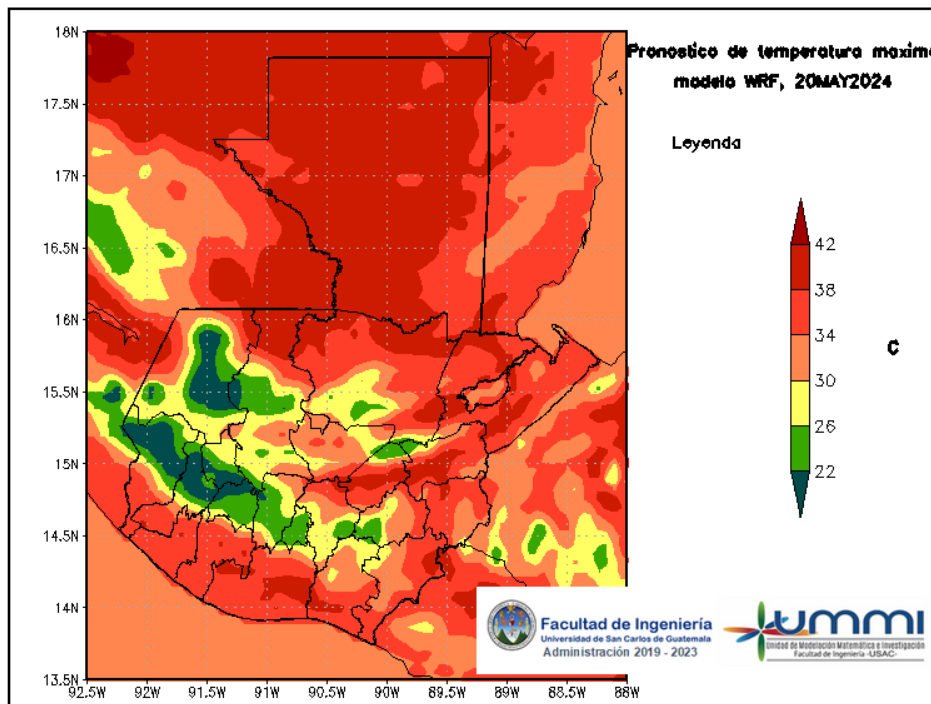 Pronostico de temperatura maxima
modelo WRF, 20MAY2024
Leyenda
42
38
34
30
26
22
C
18N
17.5N
17N
16.5N
16N
15.5N
15N
14.5N
14N
13.5N
92.5W
92W
91.5W
91W
90.5W
90W
89.5W
89W
88.5W
88W
Facultad de Ingeniería
Universidad de San Carlos de Guatemala
Administración 2019 - 2023
ummi
Unidad de Modelación Matemática e Investigación
Facultad de Ingeniería -USAC-